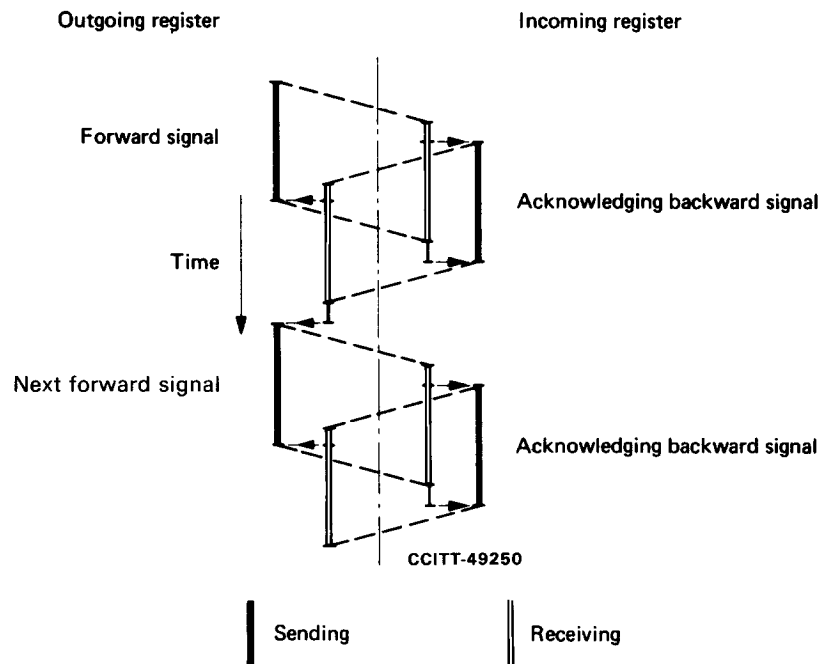 Outgoing register
Incoming register
Forward signal
Acknowledging backward signal
Time
Next forward signal
Acknowledging backward signal
CCITT-49250
Sending
Receiving